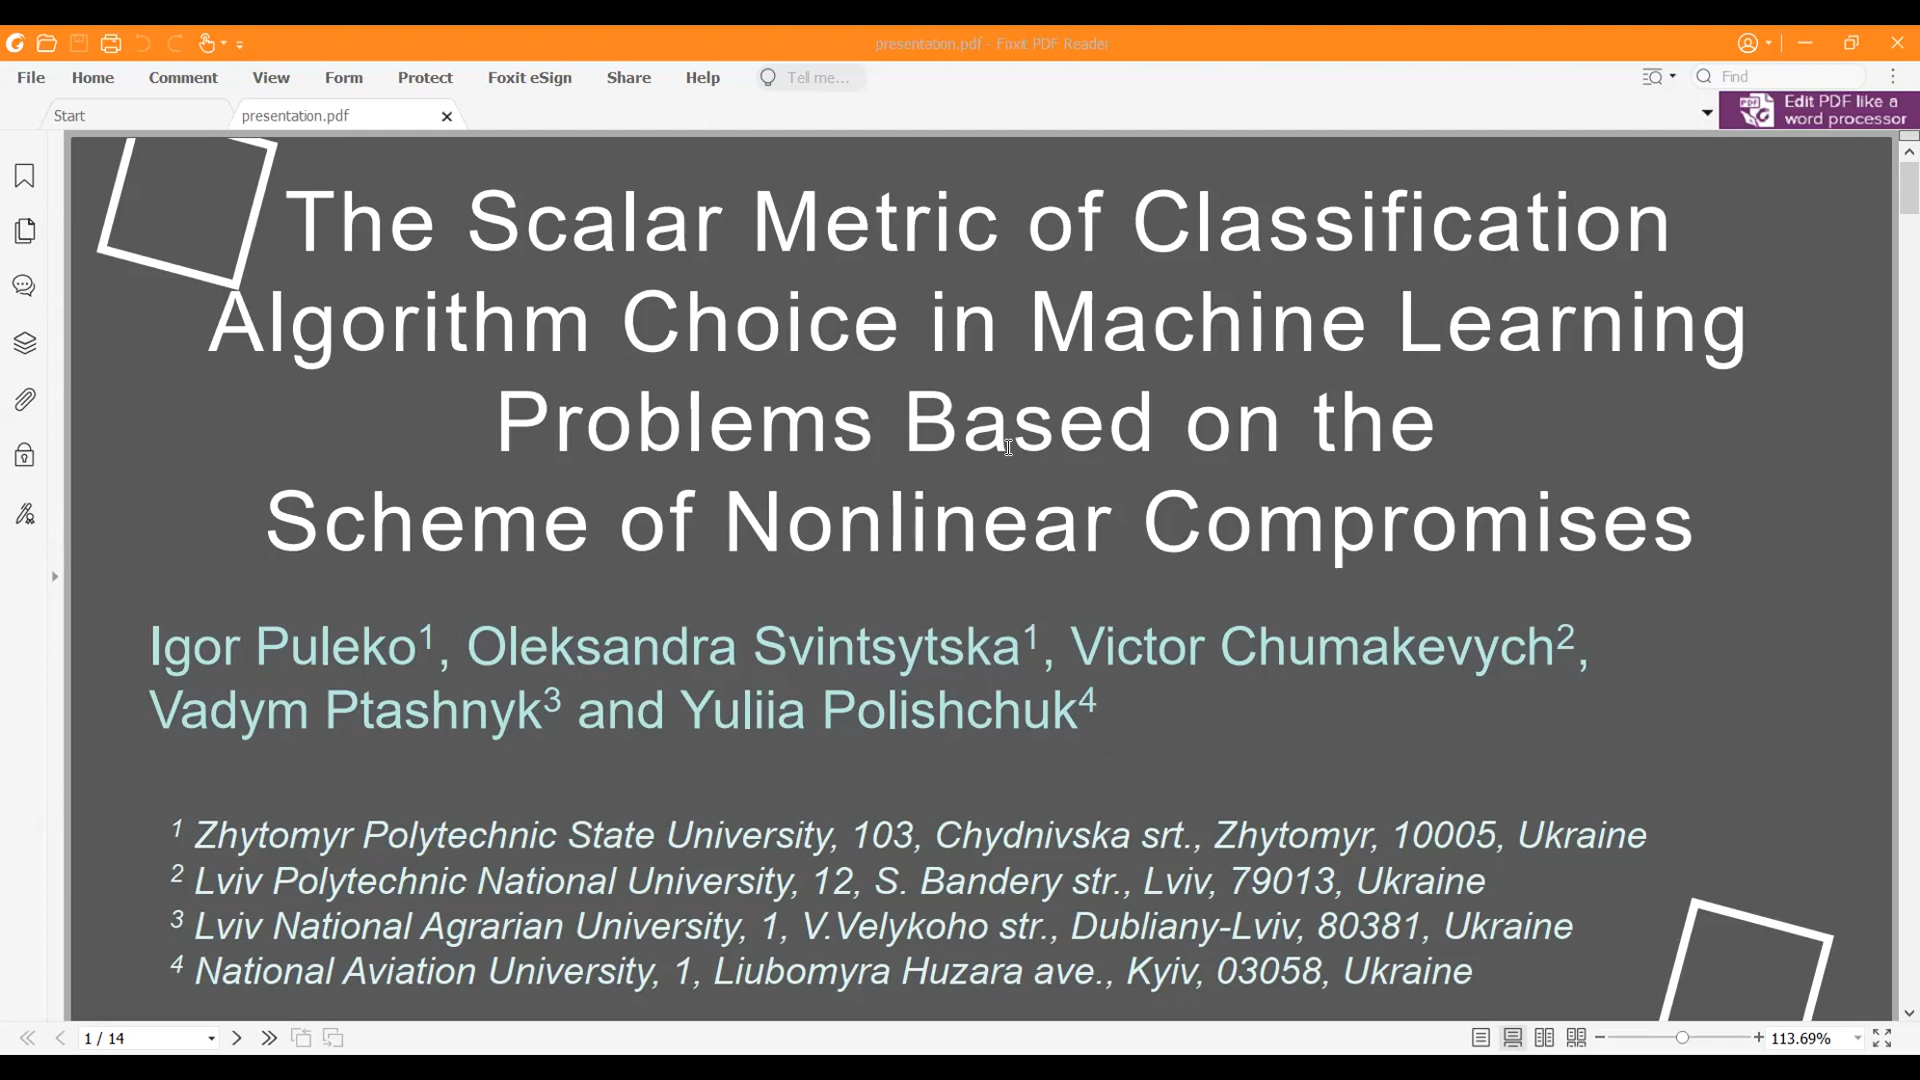 presentation.pdf - Foxit PDF Reader
File Home Comment View Form Protect Foxit eSign Share Help Tell me... Find
Start presentation.pdf
Edit PDF like a
word processor
The Scalar Metric of Classification
Algorithm Choice in Machine Learning
Problems Based on the
Scheme of Nonlinear Compromises
Igor Puleko¹, Oleksandra Svintsytska¹, Victor Chumakevych²,
Vadym Ptashnyk³ and Yuliia Polishchuk⁴
¹ Zhytomyr Polytechnic State University, 103, Chydnivska srt., Zhytomyr, 10005, Ukraine
² Lviv Polytechnic National University, 12, S. Bandery str., Lviv, 79013, Ukraine
³ Lviv National Agrarian University, 1, V.Velykoho str., Dubliany-Lviv, 80381, Ukraine
⁴ National Aviation University, 1, Liubomyra Huzara ave., Kyiv, 03058, Ukraine
1 / 14 113.69%